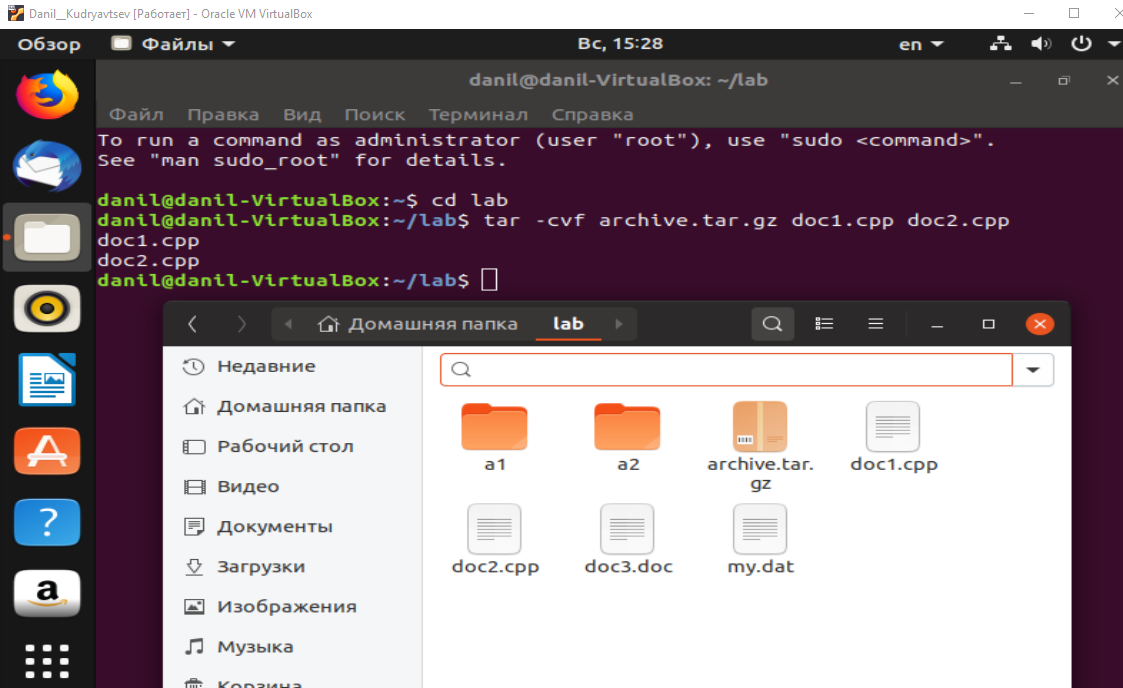 Danil__Kudryavtsev [Работает] - Oracle VM VirtualBox
Обзор Файлы Вс, 15:28 en
danil@danil-VirtualBox: ~/lab
Файл Правка Вид Поиск Терминал Справка
To run a command as administrator (user "root"), use "sudo <command>".
See "man sudo_root" for details.
danil@danil-VirtualBox:~$ cd lab
danil@danil-VirtualBox:~/lab$ tar -cvf archive.tar.gz doc1.cpp doc2.cpp
doc1.cpp
doc2.cpp
danil@danil-VirtualBox:~/lab$
Домашняя папка lab
Недавние
Домашняя папка
Рабочий стол
Видео
Документы
Загрузки
Изображения
Музыка
Корзина
a1 a2 archive.tar. doc1.cpp
gz
doc2.cpp doc3.doc my.dat